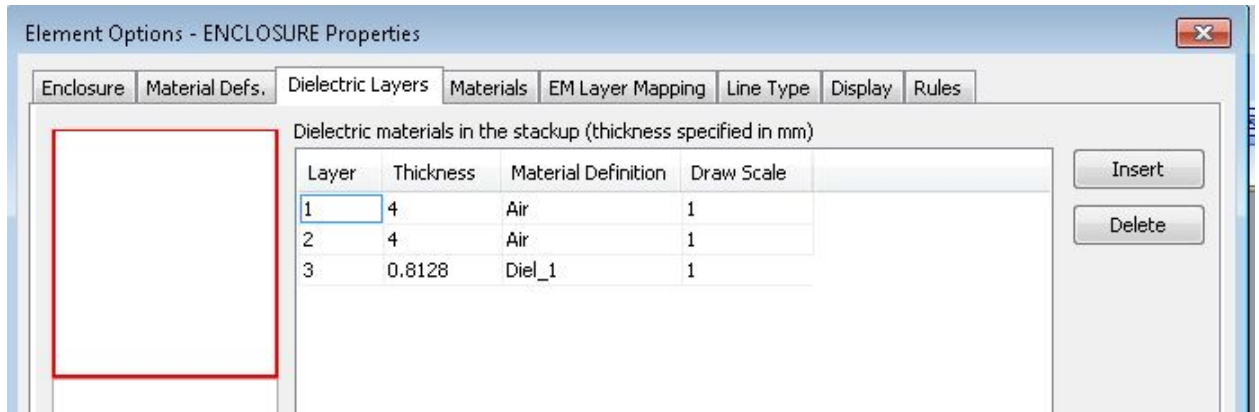 Element Options - ENCLOSURE Properties
Enclosure Material Defs. Dielectric Layers Materials EM Layer Mapping Line Type Display Rules
Dielectric materials in the stackup (thickness specified in mm)
Layer Thickness Material Definition Draw Scale
1 4 Air 1
2 4 Air 1
3 0.8128 Diel_1 1
Insert
Delete